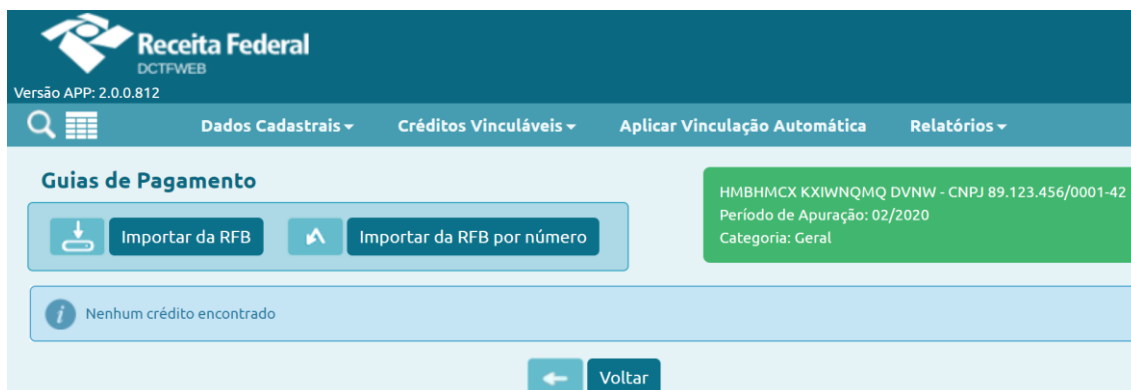 Receita Federal
DCTFWEB
Versão APP: 2.0.0.812
Dados Cadastrais Créditos Vinculáveis Aplicar Vinculação Automática Relatórios
Guias de Pagamento
HMBHMCX KXIWNQMQ DVNW - CNPJ 89.123.456/0001-42
Período de Apuração: 02/2020
Categoria: Geral
Importar da RFB Importar da RFB por número
i Nenhum crédito encontrado
Voltar